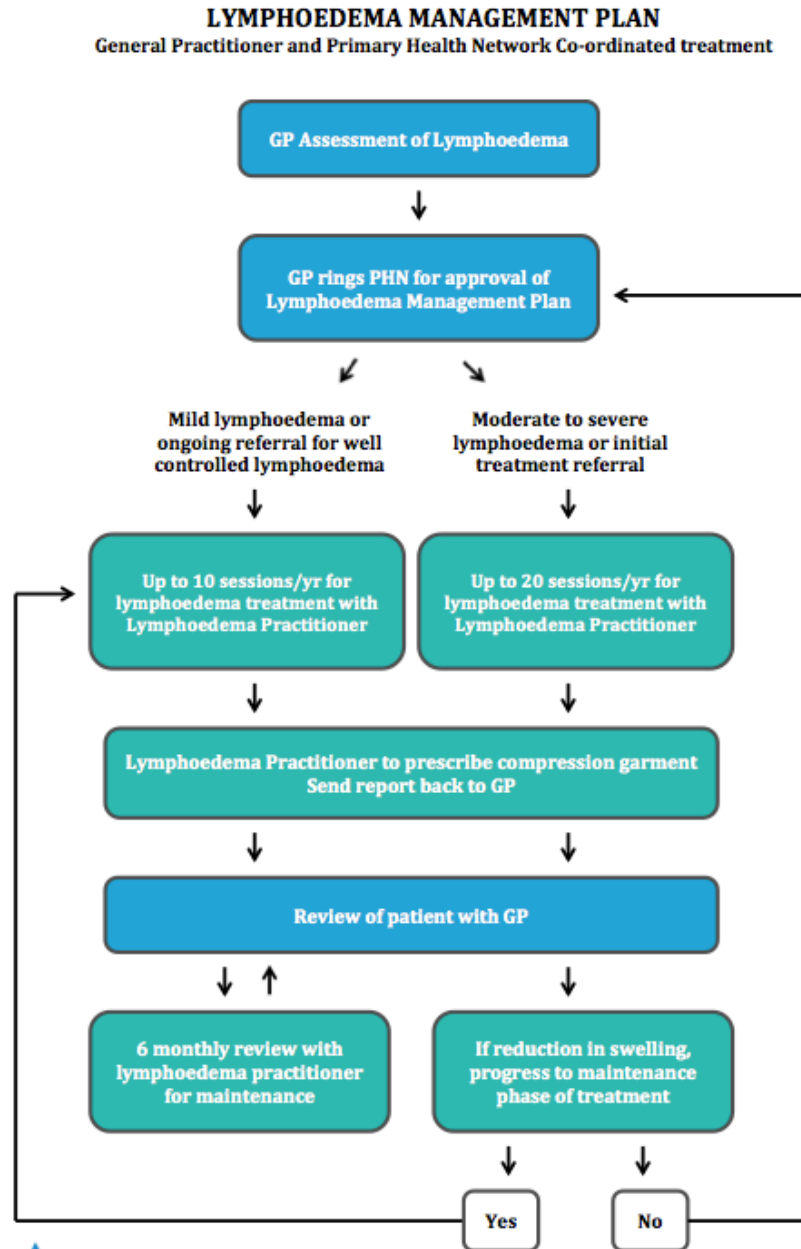 LYMPHOEDEMA MANAGEMENT PLAN
General Practitioner and Primary Health Network Co-ordinated treatment
GP Assessment of Lymphoedema
GP rings PHN for approval of
Lymphoedema Management Plan
Mild lymphoedema or
ongoing referral for well
controlled lymphoedema
Moderate to severe
lymphoedema or initial
treatment referral
Up to 10 sessions/yr for
lymphoedema treatment with
Lymphoedema Practitioner
Up to 20 sessions/yr for
lymphoedema treatment with
Lymphoedema Practitioner
Lymphoedema Practitioner to prescribe compression garment
Send report back to GP
Review of patient with GP
6 monthly review with
lymphoedema practitioner
for maintenance
If reduction in swelling,
progress to maintenance
phase of treatment
Yes
No